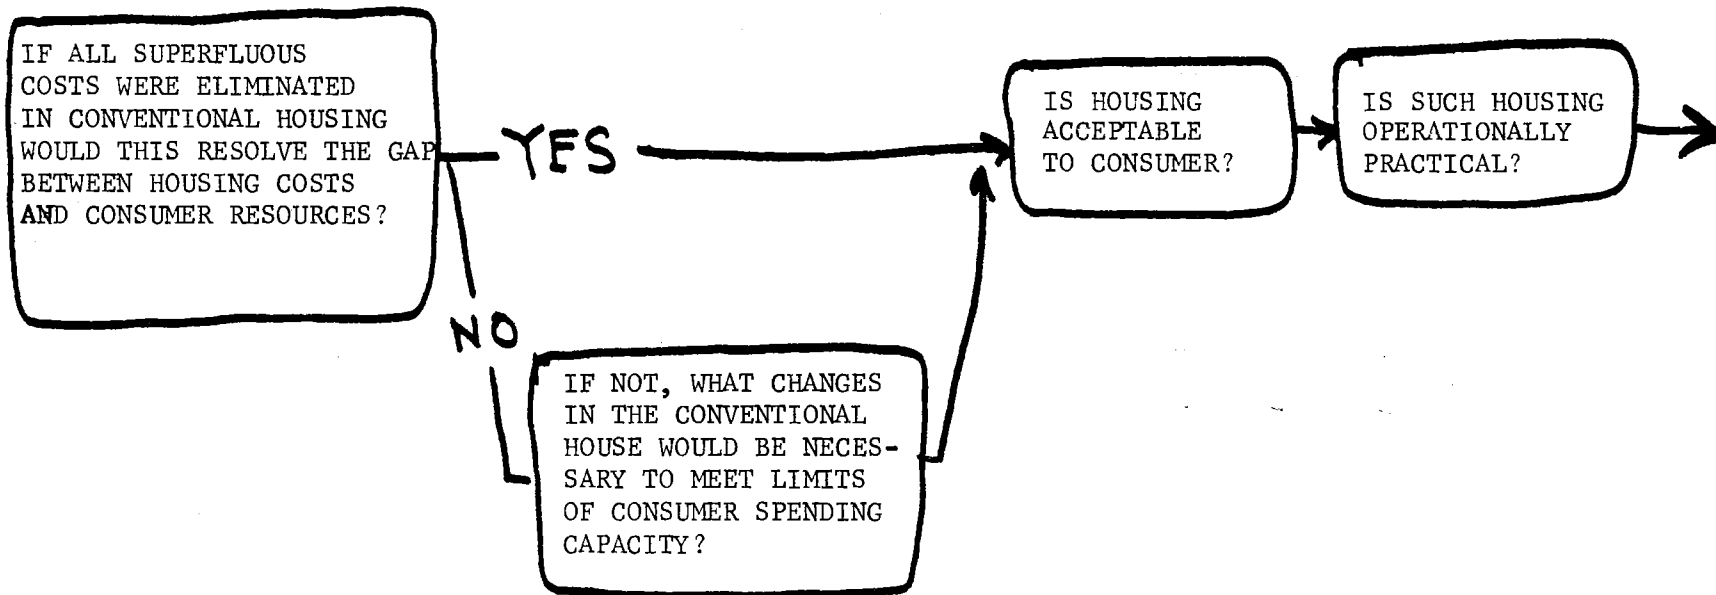 IF ALL SUPERFLUOUS
COSTS WERE ELIMINATED
IN CONVENTIONAL HOUSING
WOULD THIS RESOLVE THE GAP
BETWEEN HOUSING COSTS
AND CONSUMER RESOURCES?
YES
NO
IF NOT, WHAT CHANGES
IN THE CONVENTIONAL
HOUSE WOULD BE NECES-
SARY TO MEET LIMITS
OF CONSUMER SPENDING
CAPACITY?
IS HOUSING
ACCEPTABLE
TO CONSUMER?
IS SUCH HOUSING
OPERATIONALLY
PRACTICAL?